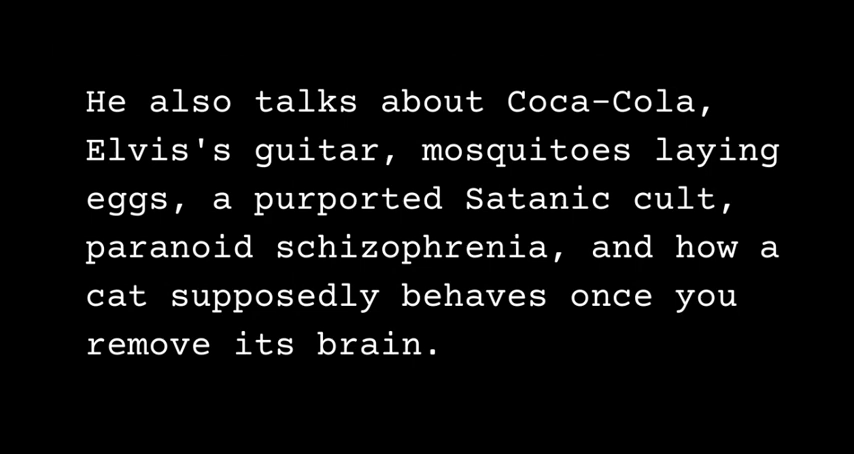 He also talks about Coca-Cola,
Elvis's guitar, mosquitoes laying
eggs, a purported Satanic cult,
paranoid schizophrenia, and how a
cat supposedly behaves once you
remove its brain.